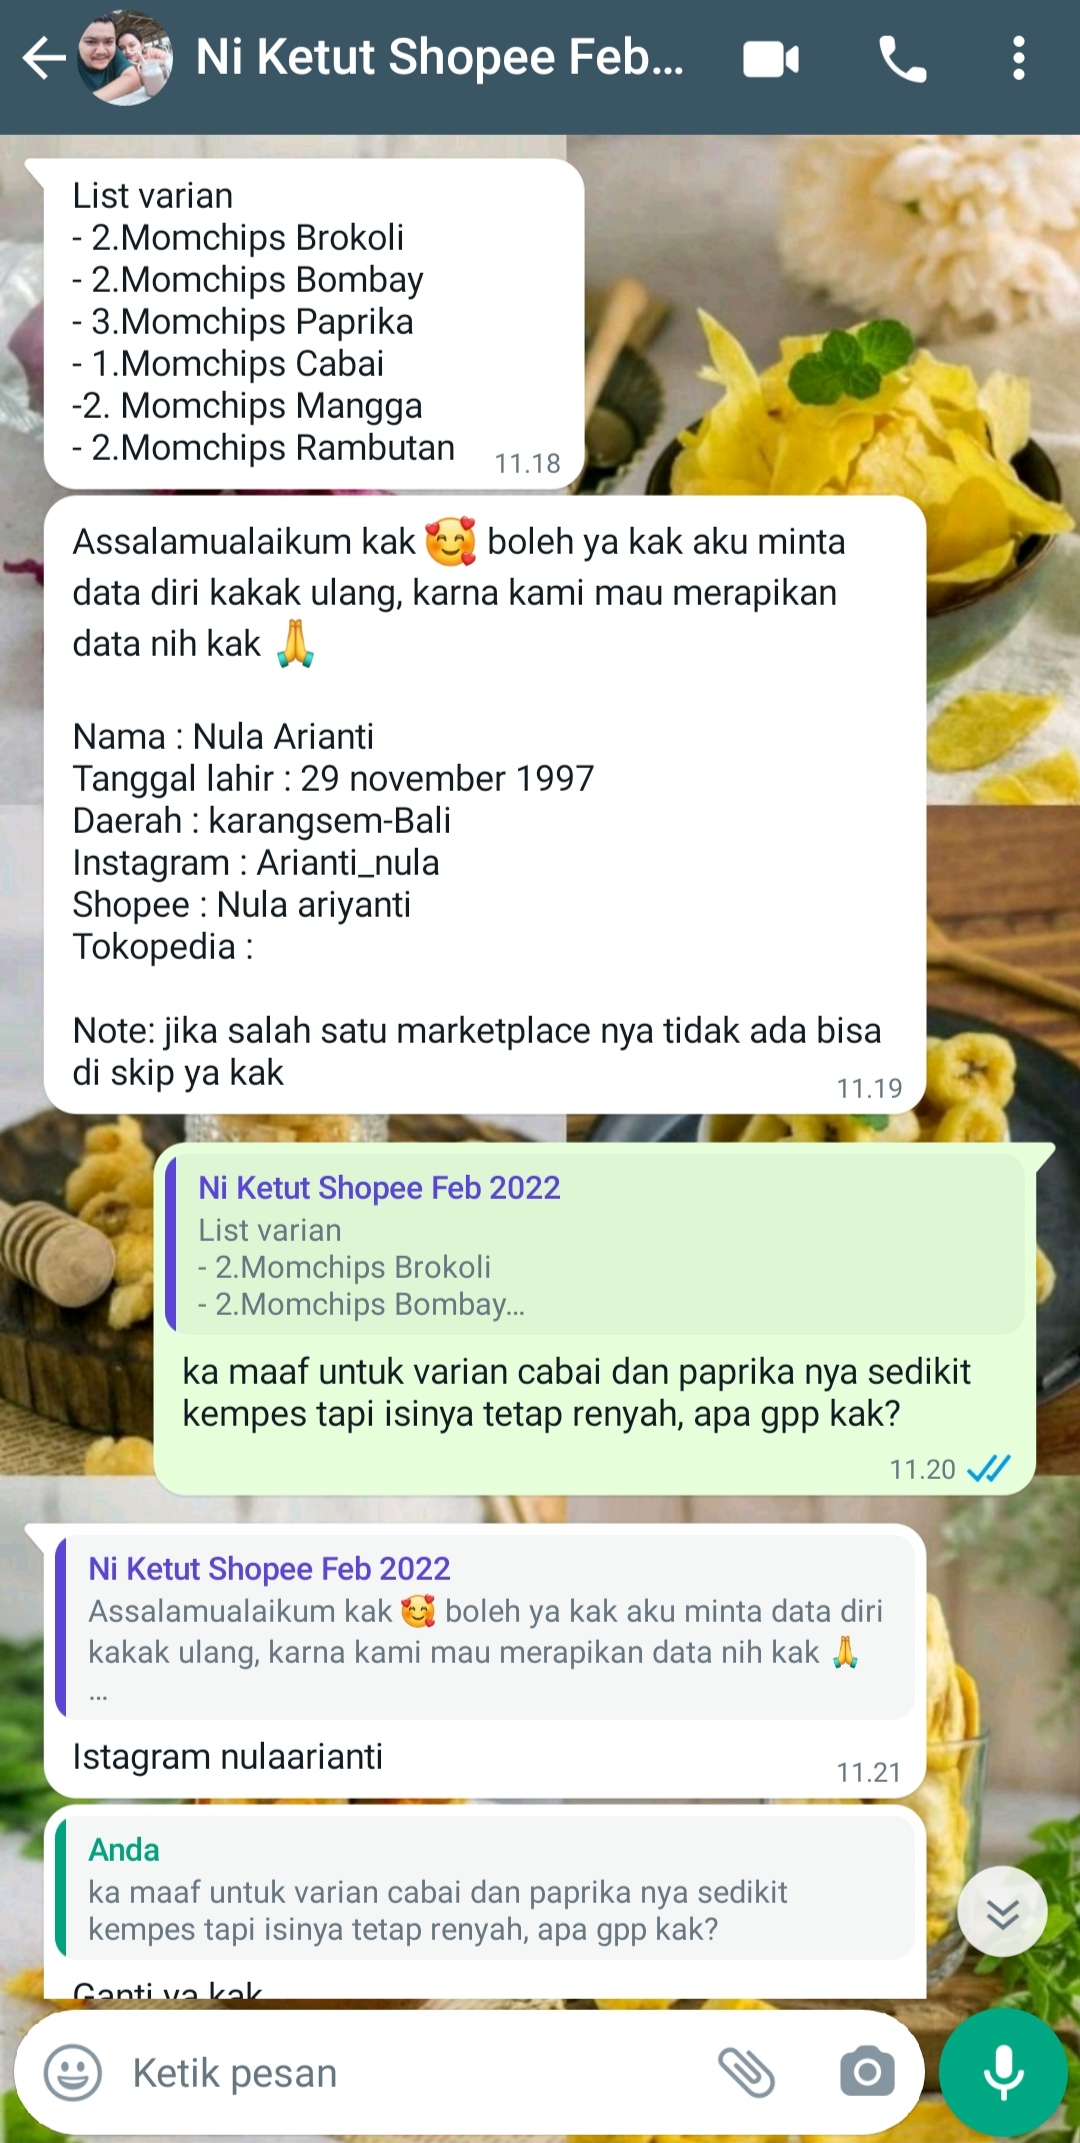 Ni Ketut Shopee Feb...
List varian
- 2.Momchips Brokoli
- 2.Momchips Bombay
- 3.Momchips Paprika
- 1.Momchips Cabai
-2. Momchips Mangga
- 2.Momchips Rambutan
11.18
Assalamualaikum kak 🥰 boleh ya kak aku minta
data diri kakak ulang, karna kami mau merapikan
data nih kak 🙏
Nama : Nula Arianti
Tanggal lahir : 29 november 1997
Daerah : karangsem-Bali
Instagram : Arianti_nula
Shopee : Nula ariyanti
Tokopedia :
Note: jika salah satu marketplace nya tidak ada bisa
di skip ya kak
11.19
Ni Ketut Shopee Feb 2022
List varian
- 2.Momchips Brokoli
- 2.Momchips Bombay...
ka maaf untuk varian cabai dan paprika nya sedikit
kempes tapi isinya tetap renyah, apa gpp kak?
11.20
Ni Ketut Shopee Feb 2022
Assalamualaikum kak 🥰 boleh ya kak aku minta data diri
kakak ulang, karna kami mau merapikan data nih kak 🙏
...
Istagram nulaarianti
11.21
Anda
ka maaf untuk varian cabai dan paprika nya sedikit
kempes tapi isinya tetap renyah, apa gpp kak?
Ganti ya kak
Ketik pesan